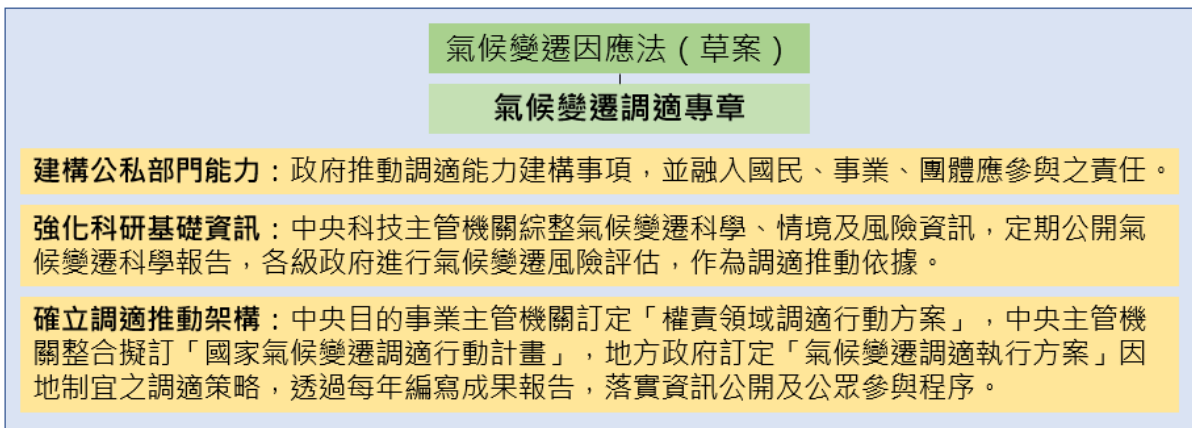 氣候變遷因應法（草案）
氣候變遷調適專章
建構公私部門能力：政府推動調適能力建構事項，並融入國民、事業、團體應參與之責任。
強化科研基礎資訊：中央科技主管機關綜整氣候變遷科學、情境及風險資訊，定期公開氣
候變遷科學報告，各級政府進行氣候變遷風險評估，作為調適推動依據。
確立調適推動架構：中央目的事業主管機關訂定「權責領域調適行動方案」，中央主管機
關整合擬訂「國家氣候變遷調適行動計畫」，地方政府訂定「氣候變遷調適執行方案」因
地制宜之調適策略，透過每年編寫成果報告，落實資訊公開及公眾參與程序。